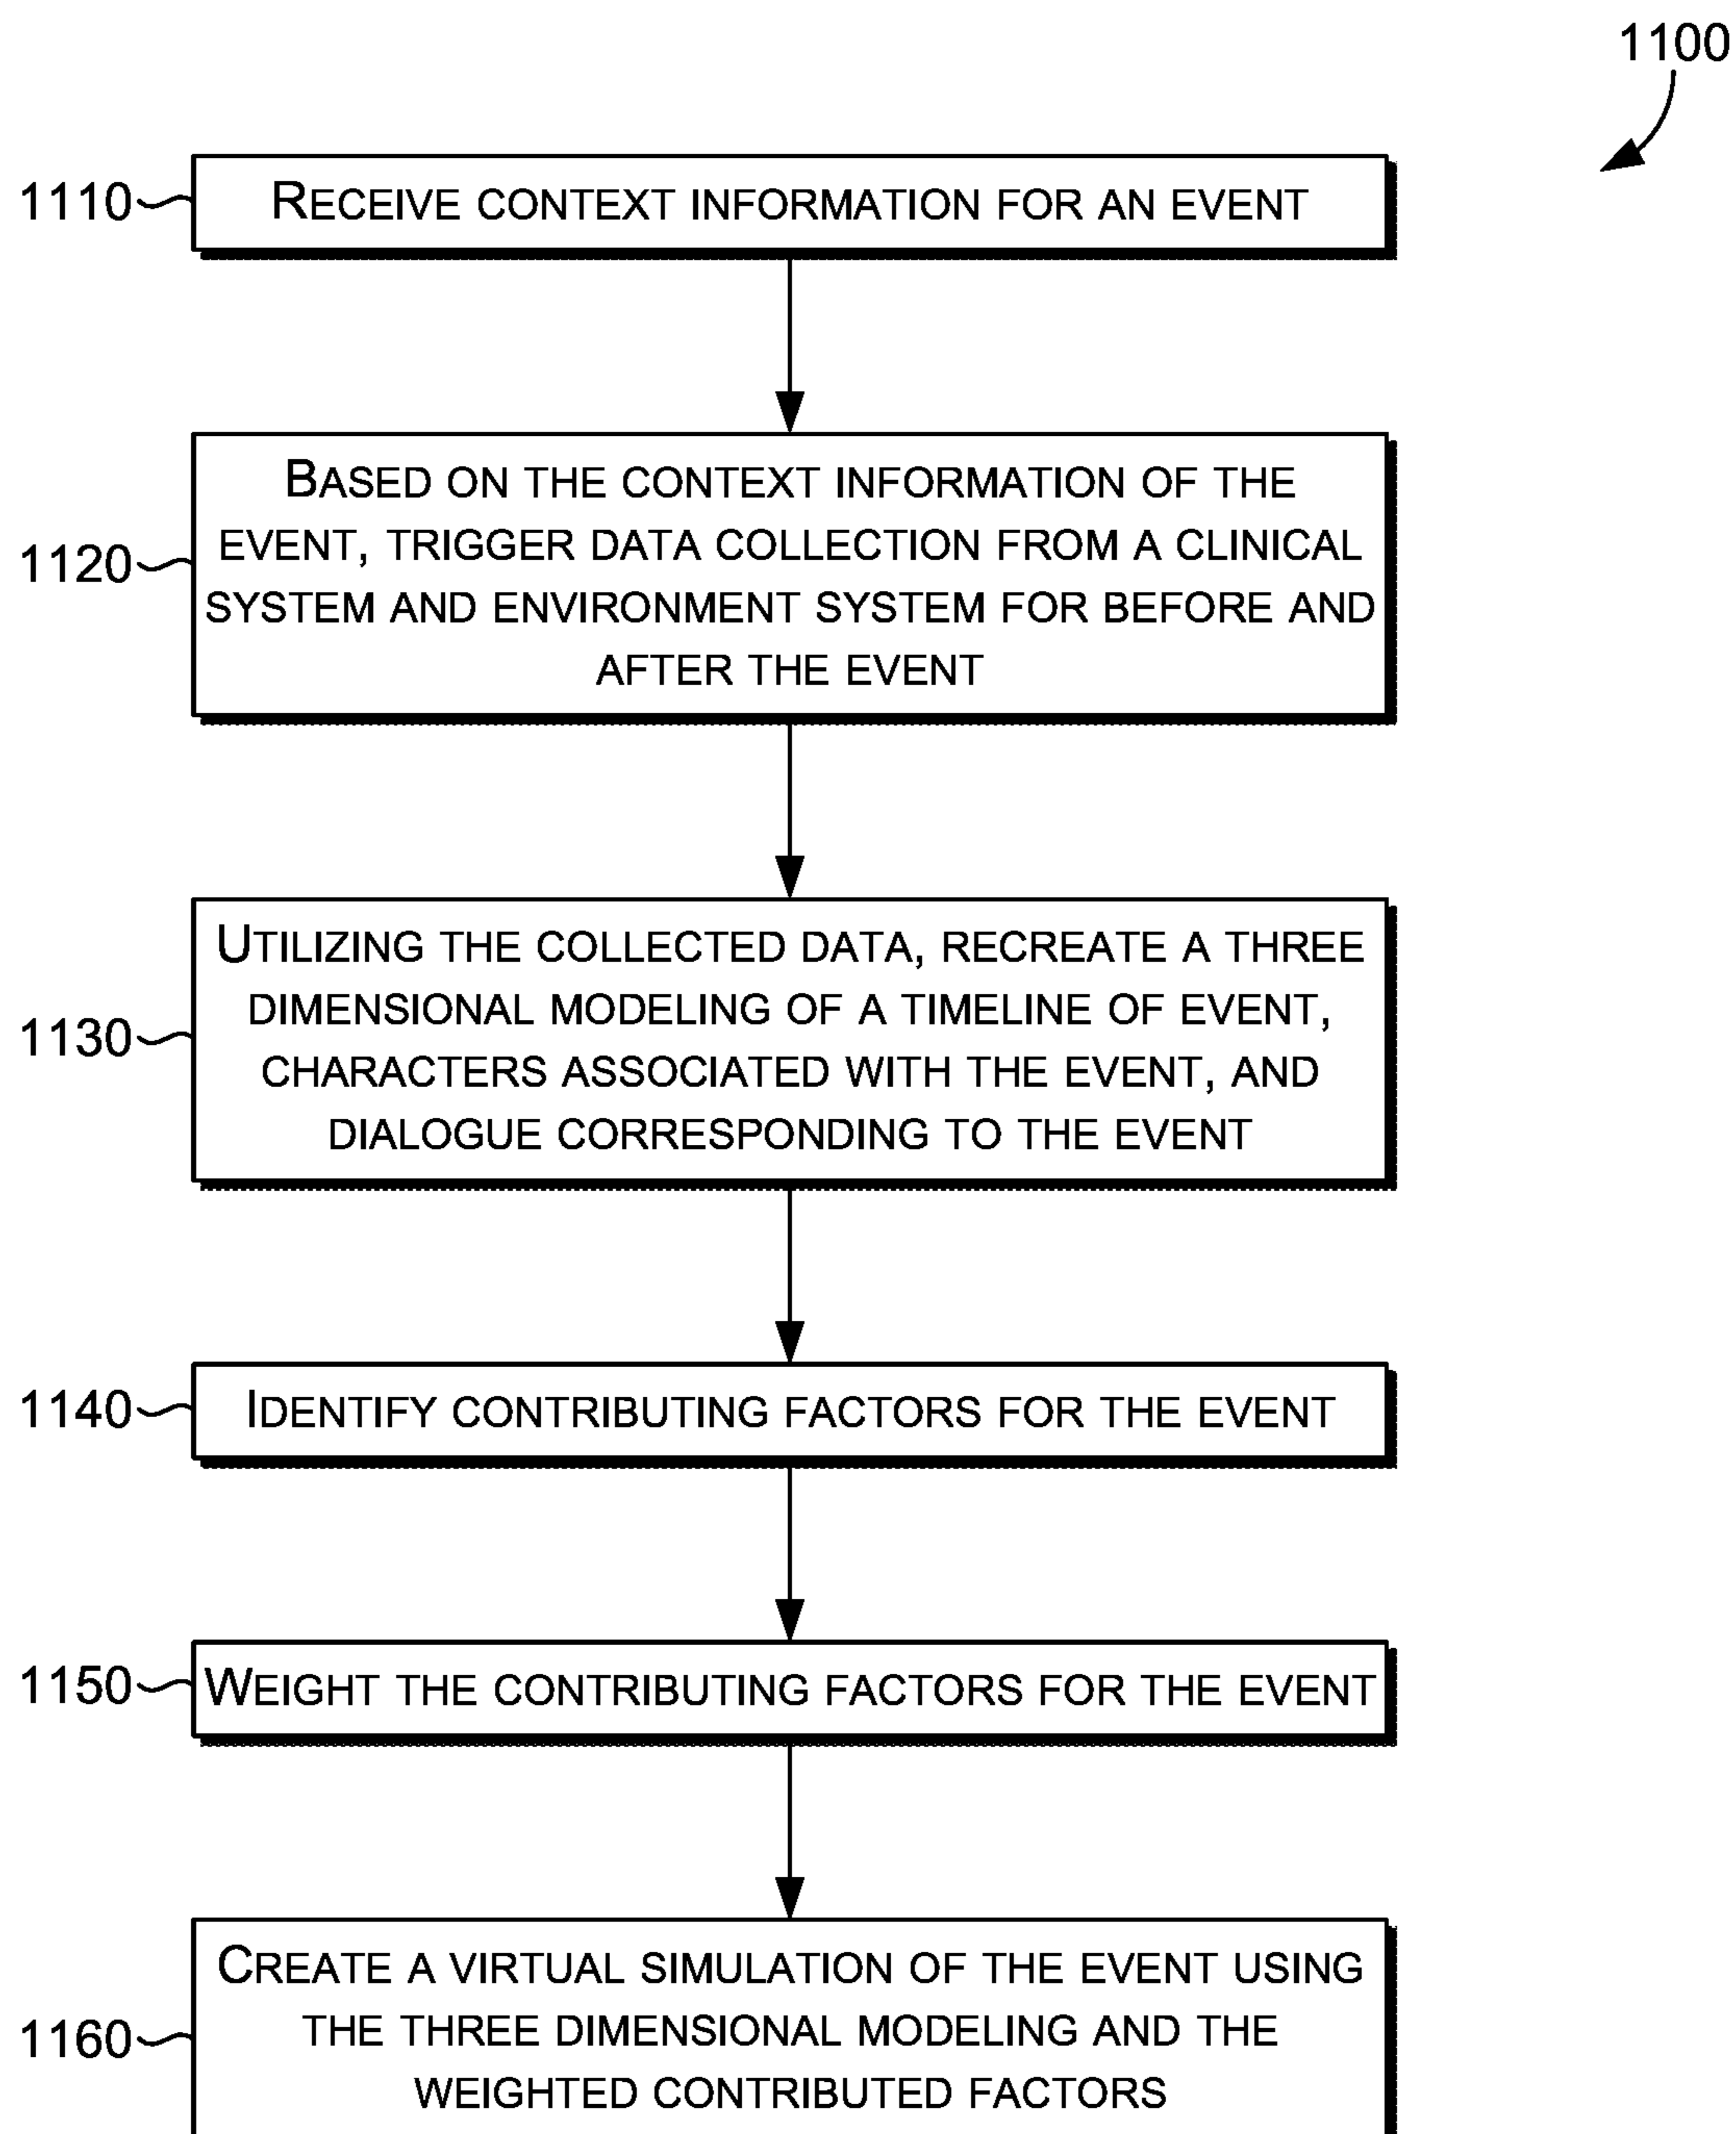 1100
1110
RECEIVE CONTEXT INFORMATION FOR AN EVENT
1120
BASED ON THE CONTEXT INFORMATION OF THE
EVENT, TRIGGER DATA COLLECTION FROM A CLINICAL
SYSTEM AND ENVIRONMENT SYSTEM FOR BEFORE AND
AFTER THE EVENT
1130
UTILIZING THE COLLECTED DATA, RECREATE A THREE
DIMENSIONAL MODELING OF A TIMELINE OF EVENT,
CHARACTERS ASSOCIATED WITH THE EVENT, AND
DIALOGUE CORRESPONDING TO THE EVENT
1140
IDENTIFY CONTRIBUTING FACTORS FOR THE EVENT
1150
WEIGHT THE CONTRIBUTING FACTORS FOR THE EVENT
1160
CREATE A VIRTUAL SIMULATION OF THE EVENT USING
THE THREE DIMENSIONAL MODELING AND THE
WEIGHTED CONTRIBUTED FACTORS